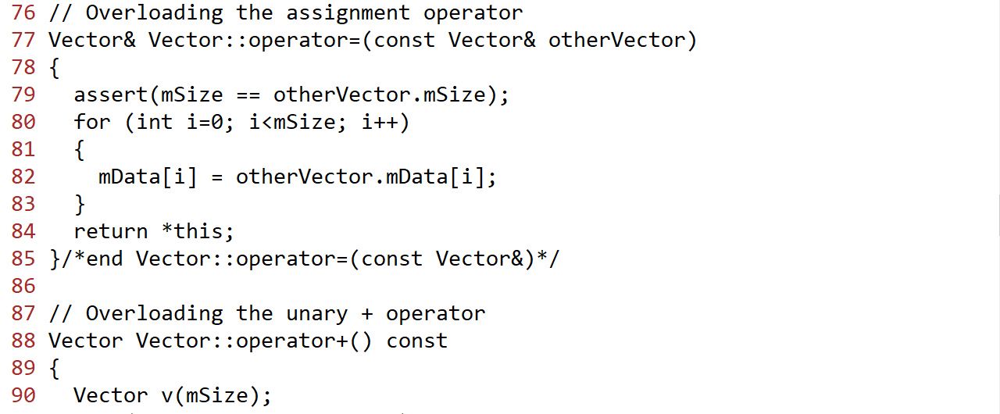 76 // Overloading the assignment operator
77 Vector& Vector::operator=(const Vector& otherVector)
78 {
79   assert(mSize == otherVector.mSize);
80   for (int i=0; i<mSize; i++)
81   {
82     mData[i] = otherVector.mData[i];
83   }
84   return *this;
85 }/*end Vector::operator=(const Vector&)*/
86
87 // Overloading the unary + operator
88 Vector Vector::operator+() const
89 {
90   Vector v(mSize);